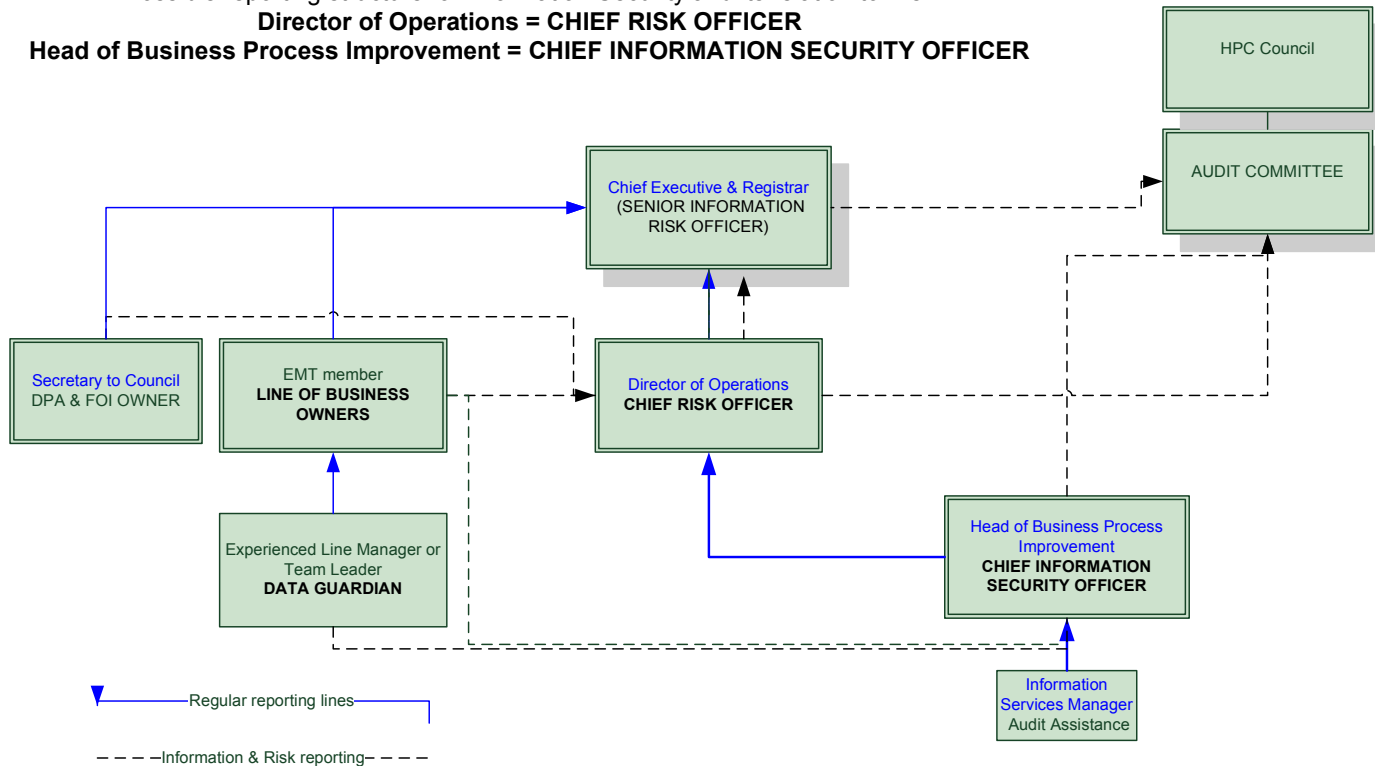 Director of Operations = CHIEF RISK OFFICER
Head of Business Process Improvement = CHIEF INFORMATION SECURITY OFFICER
HPC Council
AUDIT COMMITTEE
Chief Executive & Registrar
(SENIOR INFORMATION
RISK OFFICER)
Secretary to Council
DPA & FOI OWNER
EMT member
LINE OF BUSINESS
OWNERS
Director of Operations
CHIEF RISK OFFICER
Experienced Line Manager or
Team Leader
DATA GUARDIAN
Head of Business Process
Improvement
CHIEF INFORMATION
SECURITY OFFICER
Information
Services Manager
Audit Assistance
Regular reporting lines
Information & Risk reporting